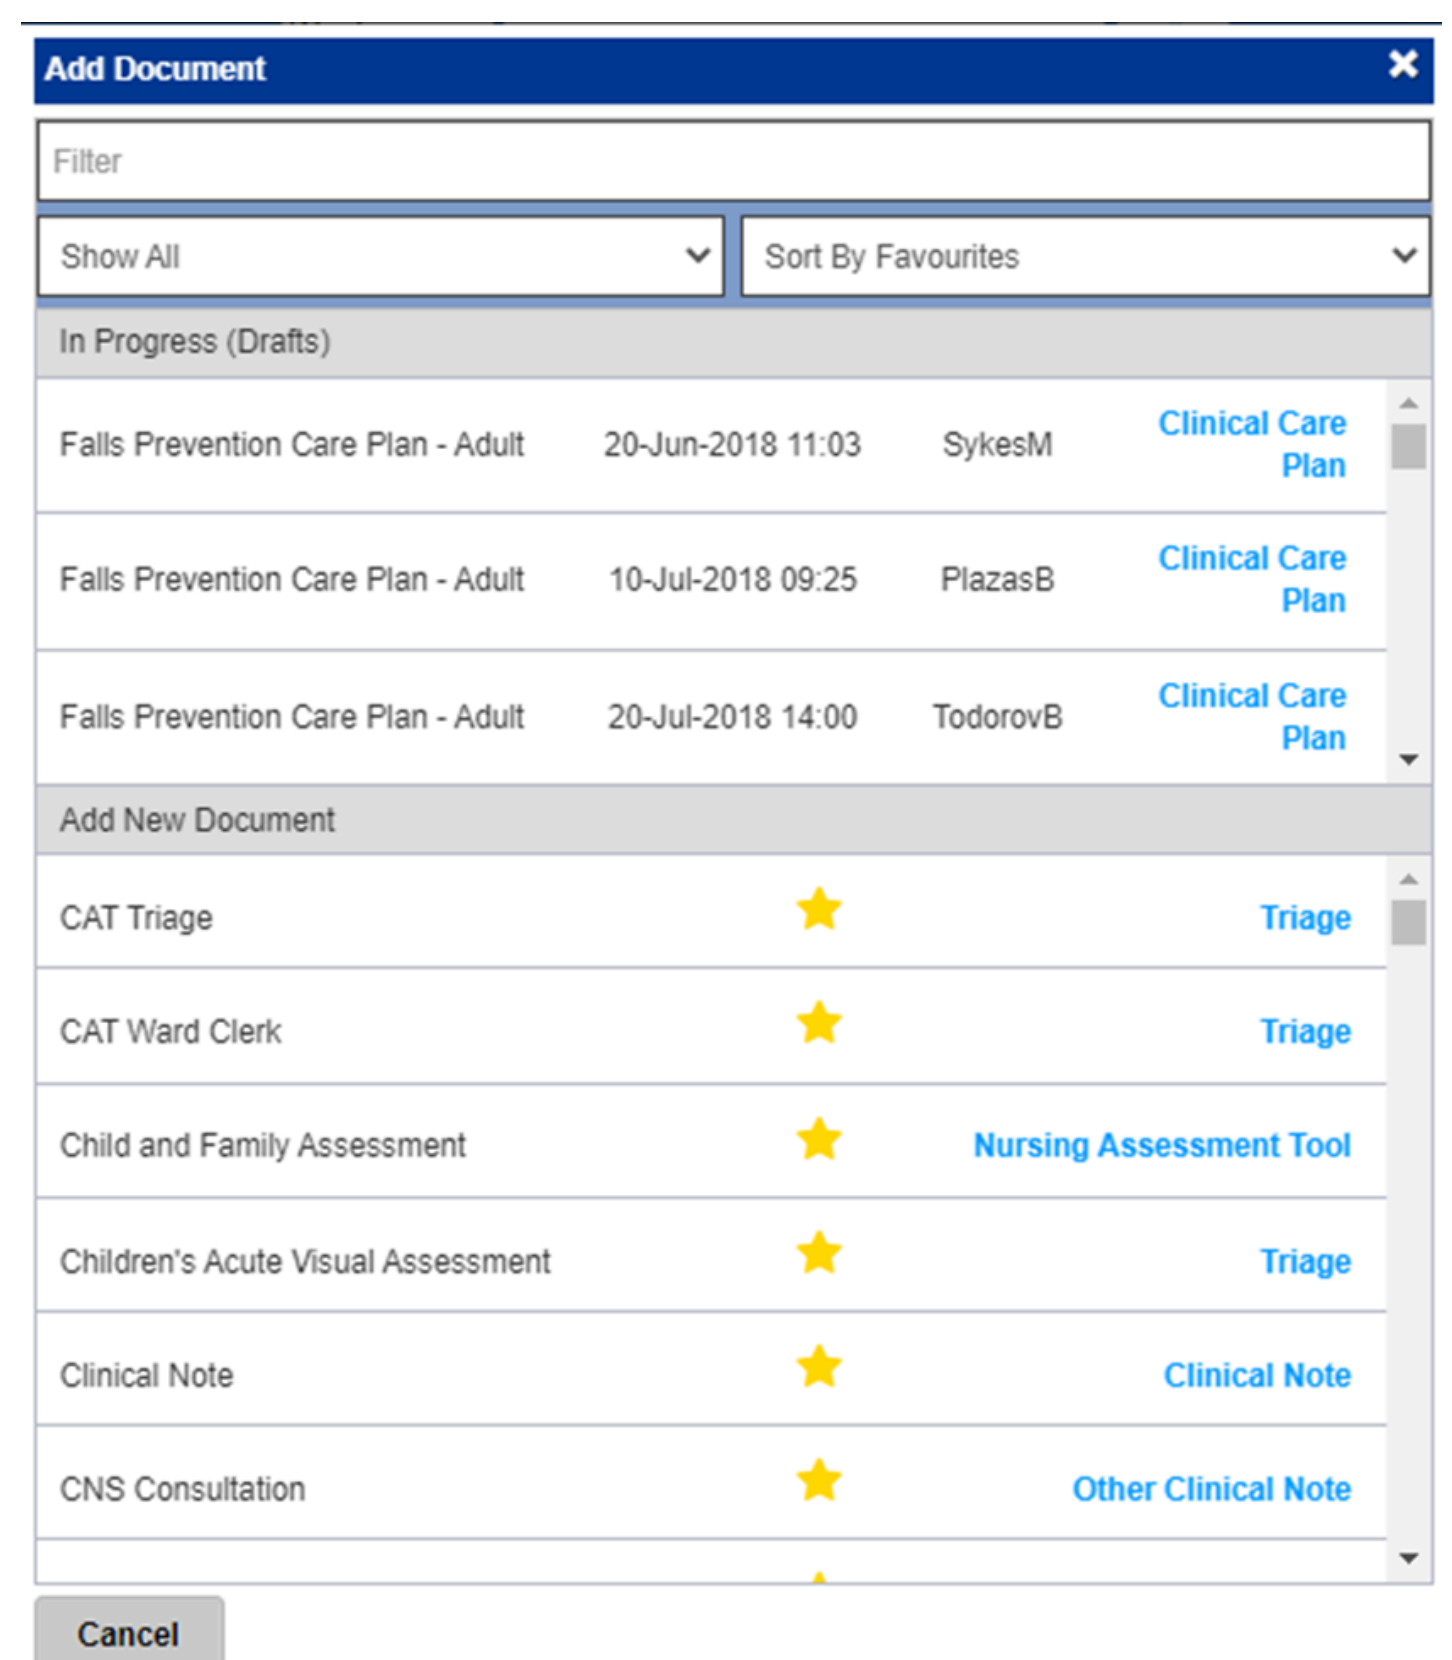 Add Document
Filter
Show All Sort By Favourites
In Progress (Drafts)
Falls Prevention Care Plan - Adult 20-Jun-2018 11:03 SykesM Clinical Care
Plan
Falls Prevention Care Plan - Adult 10-Jul-2018 09:25 PlazasB Clinical Care
Plan
Falls Prevention Care Plan - Adult 20-Jul-2018 14:00 TodorovB Clinical Care
Plan
Add New Document
CAT Triage Triage
CAT Ward Clerk Triage
Child and Family Assessment Nursing Assessment Tool
Children's Acute Visual Assessment Triage
Clinical Note Clinical Note
CNS Consultation Other Clinical Note
Cancel